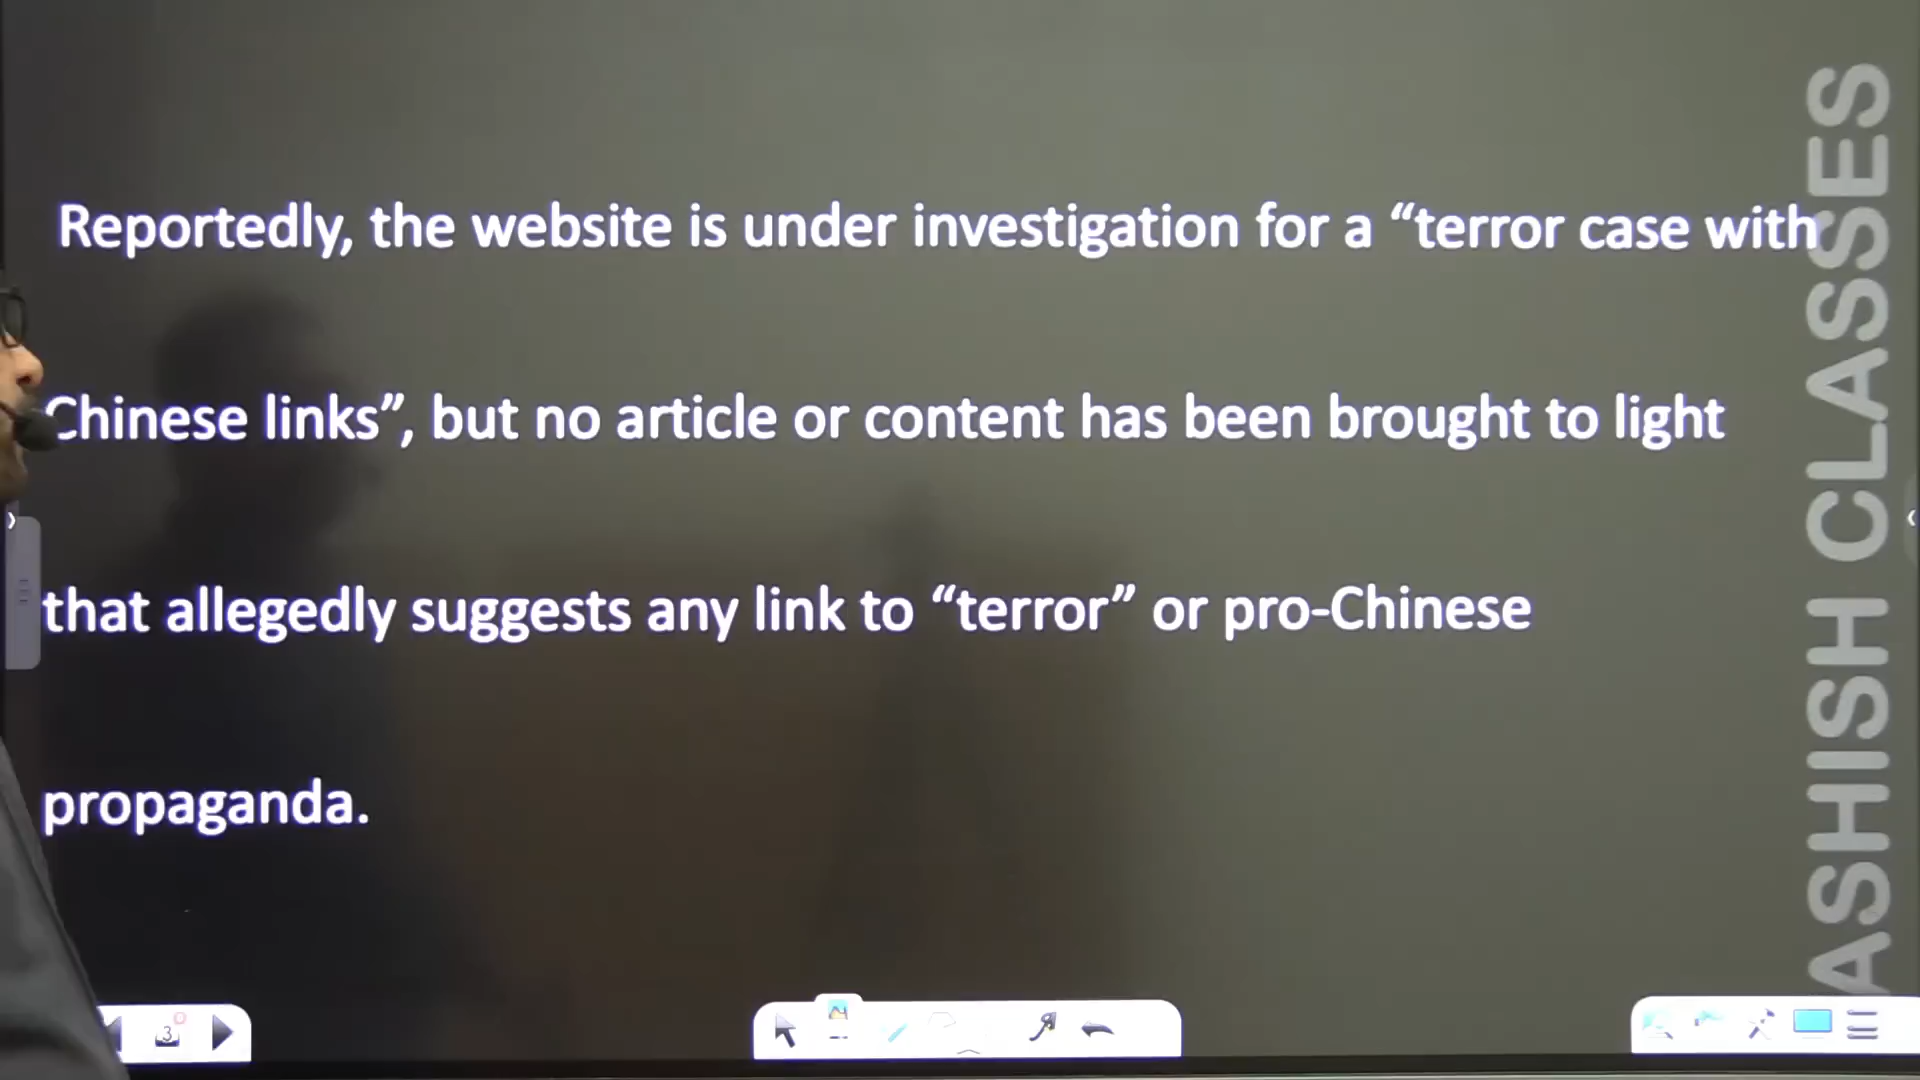 Reportedly, the website is under investigation for a “terror case with
Chinese links”, but no article or content has been brought to light
that allegedly suggests any link to “terror” or pro-Chinese
propaganda.
ASHISH CLASSES
3